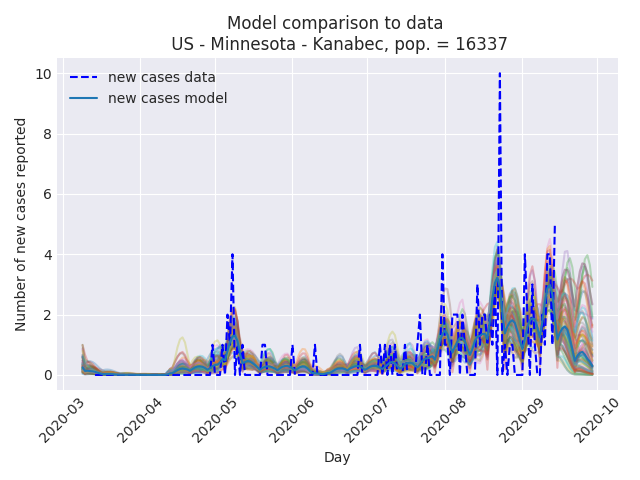 Model comparison to data
US - Minnesota - Kanabec, pop. = 16337
new cases data
new cases model
Number of new cases reported
10
8
6
4
2
0
2020-03
2020-04
2020-05
2020-06
2020-07
2020-08
2020-09
2020-10
Day